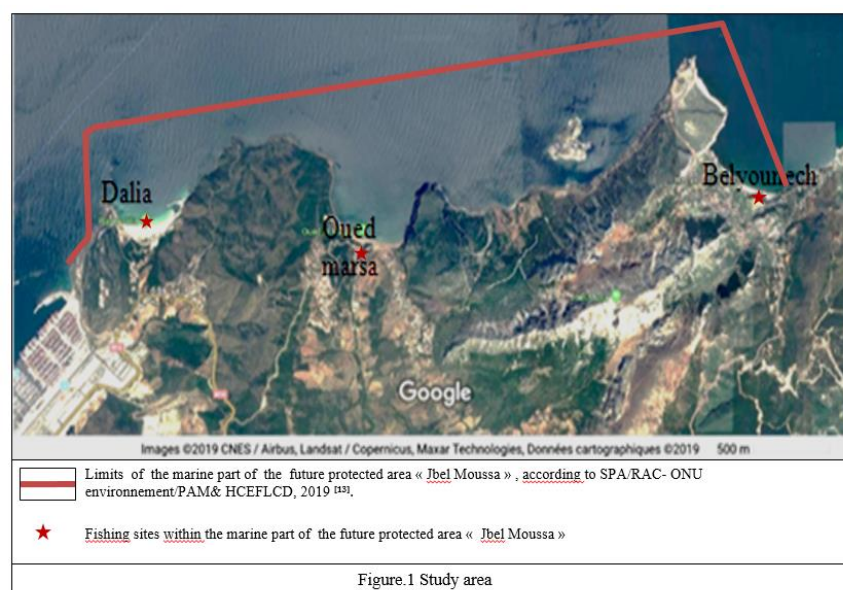 Dalia
Oued
marsa
Belyounech
Google
Images ©2019 CNES / Airbus, Landsat / Copernicus, Maxar Technologies, Données cartographiques ©2019 500 m
Limits of the marine part of the future protected area « Jbel Moussa » , according to SPA/RAC- ONU
environnement/PAM& HCEFLCD, 2019 [13].
Fishing sites within the marine part of the future protected area « Jbel Moussa »
Figure.1 Study area